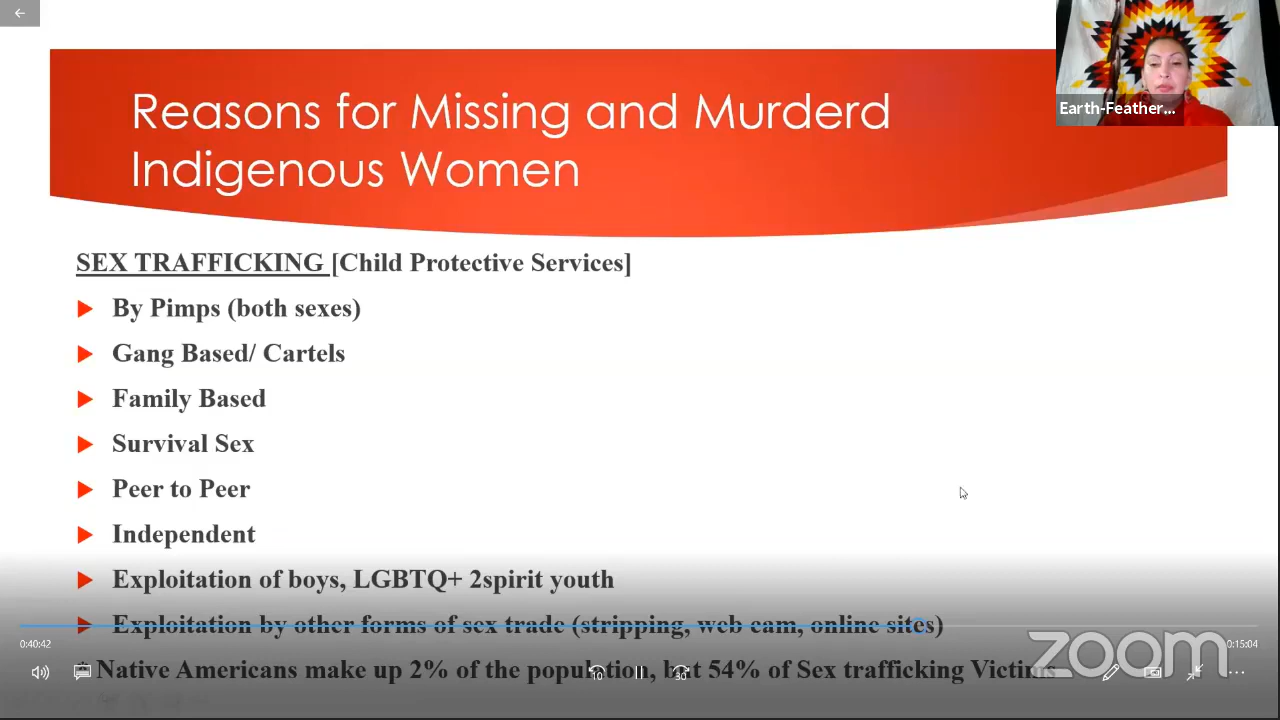 Reasons for Missing and Murderd
Indigenous Women
Earth-Feather...
SEX TRAFFICKING [Child Protective Services]
By Pimps (both sexes)
Gang Based/ Cartels
Family Based
Survival Sex
Peer to Peer
Independent
Exploitation of boys, LGBTQ+ 2spirit youth
Exploitation by other forms of sex trade (stripping, web cam, online sites)
0:40:42
0:15:04
zoom
Native Americans make up 2% of the population, but 54% of Sex trafficking Victims
10
30